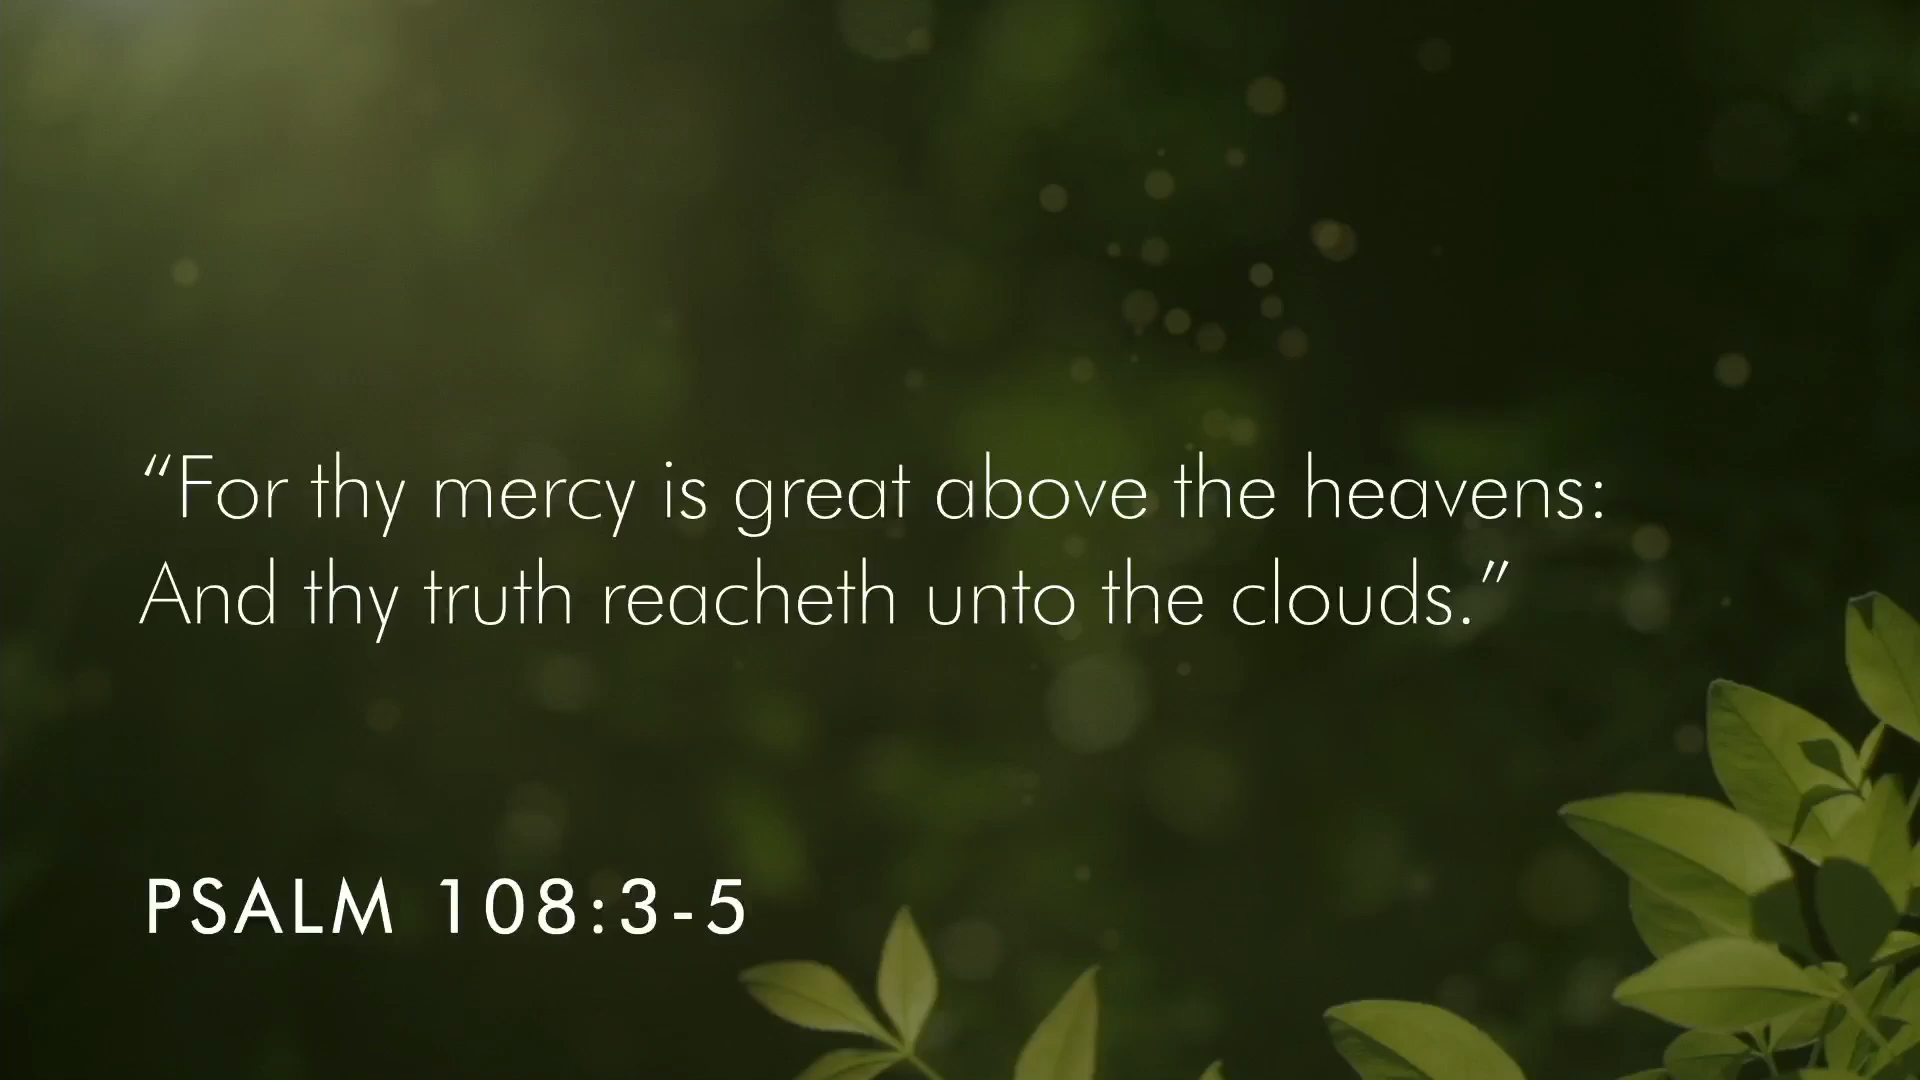 “For thy mercy is great above the heavens:
And thy truth reacheth unto the clouds.”
PSALM 108:3-5